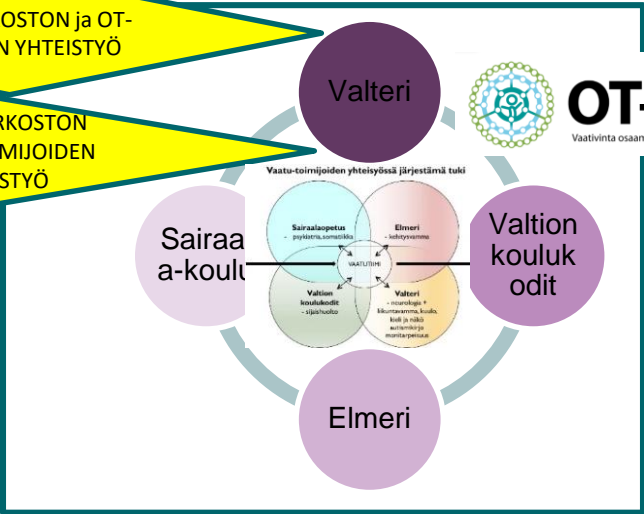 OSTON ja OT-
N YHTEISTYÖ
RKOSTON
MIJOIDEN
STYÖ
Valteri
OT-
Vaativinta osaam
Vaatu-toimijoiden yhteisyössä järjestämä tuki
Sairaalaopetus
- psykiatria, somatiikka
Elmeri
- kehitysvamma
VAATUTIIMI
Valtion
koulukodit
- sijaishuolto
Valteri
- neurologia +
liikuntavamma, kuulo,
kieli ja näkö
autismikirjo
monitarpeisuus
Sairaa
a-koulu
Valtion
kouluk
odit
Elmeri